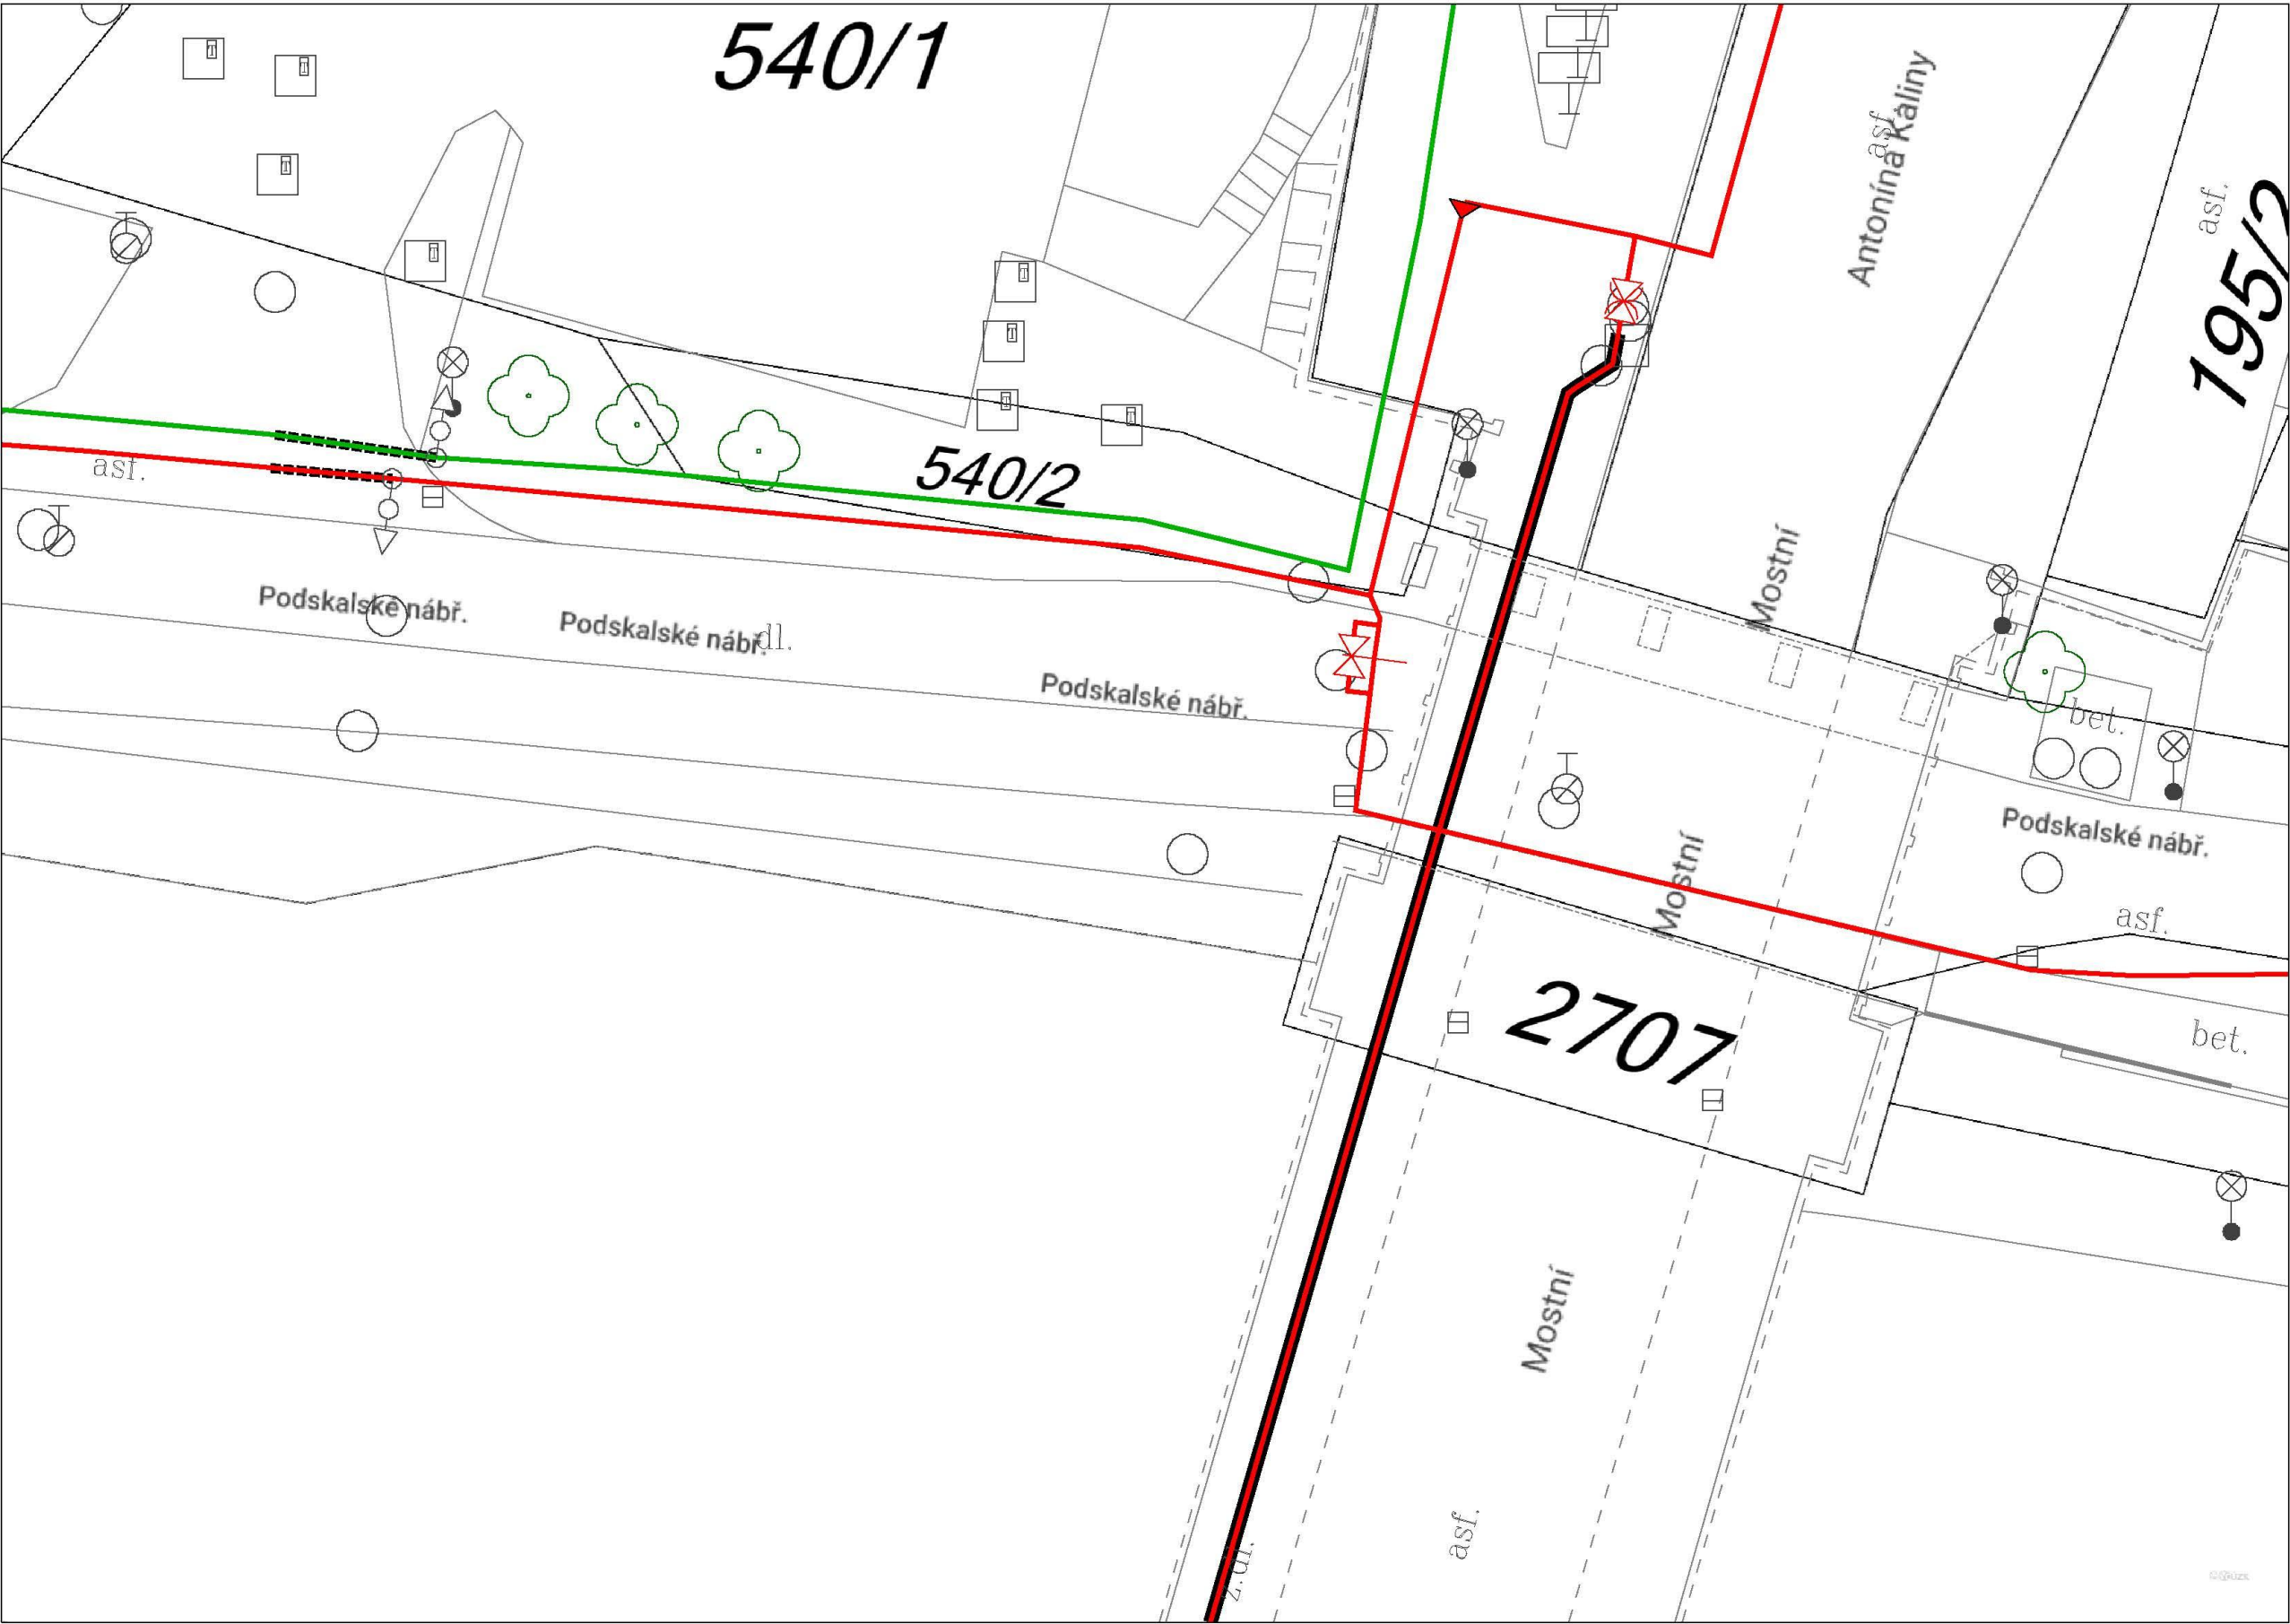 540/1
T
T
T
T
T
T
T
T
asf.
Antonína Kaliny
asf.
195/2
asf.
540/2
Mostní
Podskalské nábř.
Podskalské nábř.
dl.
Podskalské nábř.
bet.
Podskalské nábř.
Mostní
asf.
2707
bet.
Mostní
asf.
z.dl.